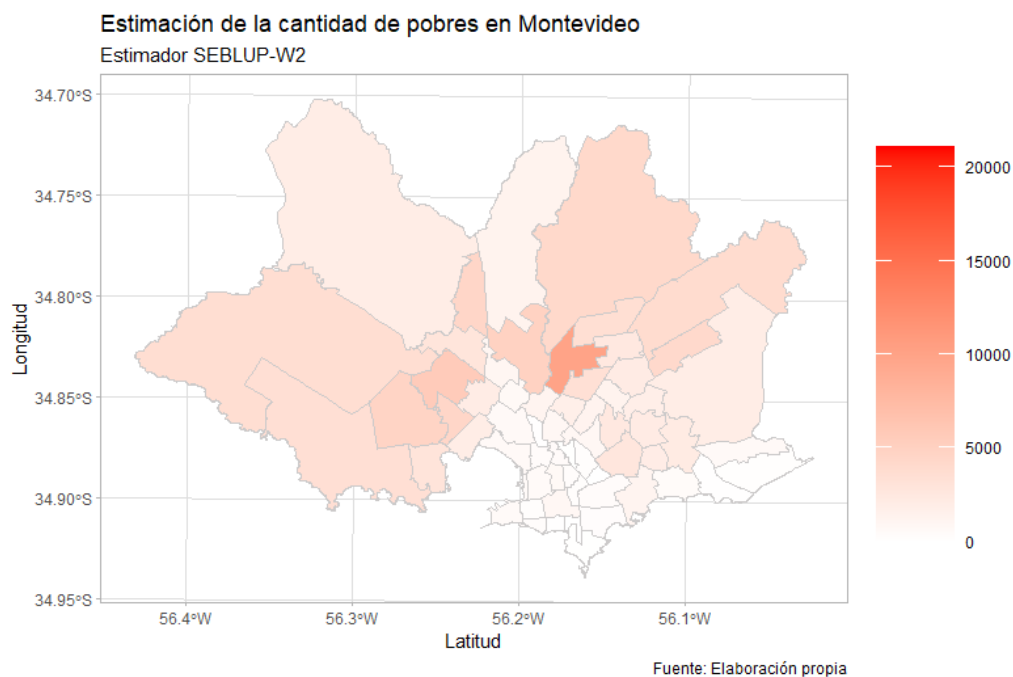 Estimación de la cantidad de pobres en Montevideo
Estimador SEBLUP-W2
34.70°S
34.75°S
34.80°S
34.85°S
34.90°S
34.95°S
Longitud
56.4°W
56.3°W
56.2°W
56.1°W
Latitud
20000
15000
10000
5000
0
Fuente: Elaboración propia